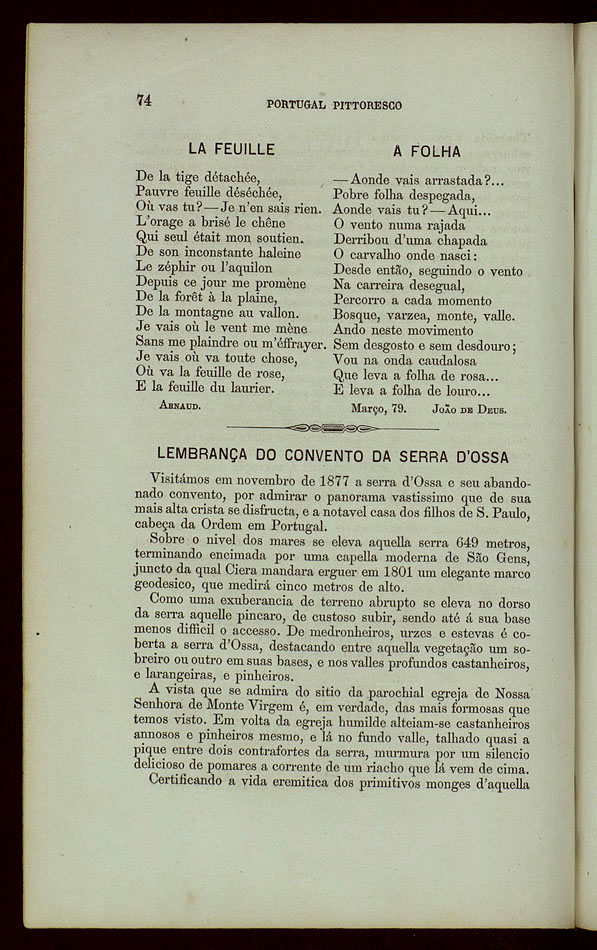 74
PORTUGAL PITTORESCO
LA FEUILLE
De la tige détachée,
Pauvre feuille déséchée,
Où vas tu?—Je n'en sais rien.
L'orage a brisé le chêne
Qui seul était mon soutien.
De son inconstante haleine
Le zéphir ou l'aquilon
Depuis ce jour me promène
De la forêt à la plaine,
De la montagne au vallon.
Je vais où le vent me mène
Sans me plaindre ou m'éffrayer.
Je vais où va toute chose,
Où va la feuille de rose,
E la feuille du laurier.
ARNAUD.
A FOLHA
—Aonde vais arrastada?...
Pobre folha despegada,
Aonde vais tu?—Aqui...
O vento numa rajada
Derribou d'uma chapada
O carvalho onde nasci:
Desde então, seguindo o vento
Na carreira desegual,
Percorro a cada momento
Bosque, varzea, monte, valle.
Ando neste movimento
Sem desgosto e sem desdouro;
Vou na onda caudalosa
Que leva a folha de rosa...
E leva a folha de louro...
Março, 79. JOÃO DE DEUS.
LEMBRANÇA DO CONVENTO DA SERRA D'OSSA
Visitámos em novembro de 1877 a serra d'Ossa e seu abando-
nado convento, por admirar o panorama vastissimo que de sua
mais alta crista se disfructa, e a notavel casa dos filhos de S. Paulo,
cabeça da Ordem em Portugal.
Sobre o nivel dos mares se eleva aquella serra 649 metros,
terminando encimada por uma capella moderna de São Gens,
juncto da qual Ciera mandara erguer em 1801 um elegante marco
geodesico, que medirá cinco metros de alto.
Como uma exuberancia de terreno abrupto se eleva no dorso
da serra aquelle pincaro, de custoso subir, sendo até á sua base
menos difficil o accesso. De medronheiros, urzes e estevas é co-
berta a serra d'Ossa, destacando entre aquella vegetação um so-
breiro ou outro em suas bases, e nos valles profundos castanheiros,
e larangeiras, e pinheiros.
A vista que se admira do sitio da parochial egreja de Nossa
Senhora de Monte Virgem é, em verdade, das mais formosas que
temos visto. Em volta da egreja humilde alteiam-se castanheiros
annosos e pinheiros mesmo, e lá no fundo valle, talhado quasi a
pique entre dois contrafortes da serra, murmura por um silencio
delicioso de pomares a corrente de um riacho que lá vem de cima.
Certificando a vida eremitica dos primitivos monges d'aquella